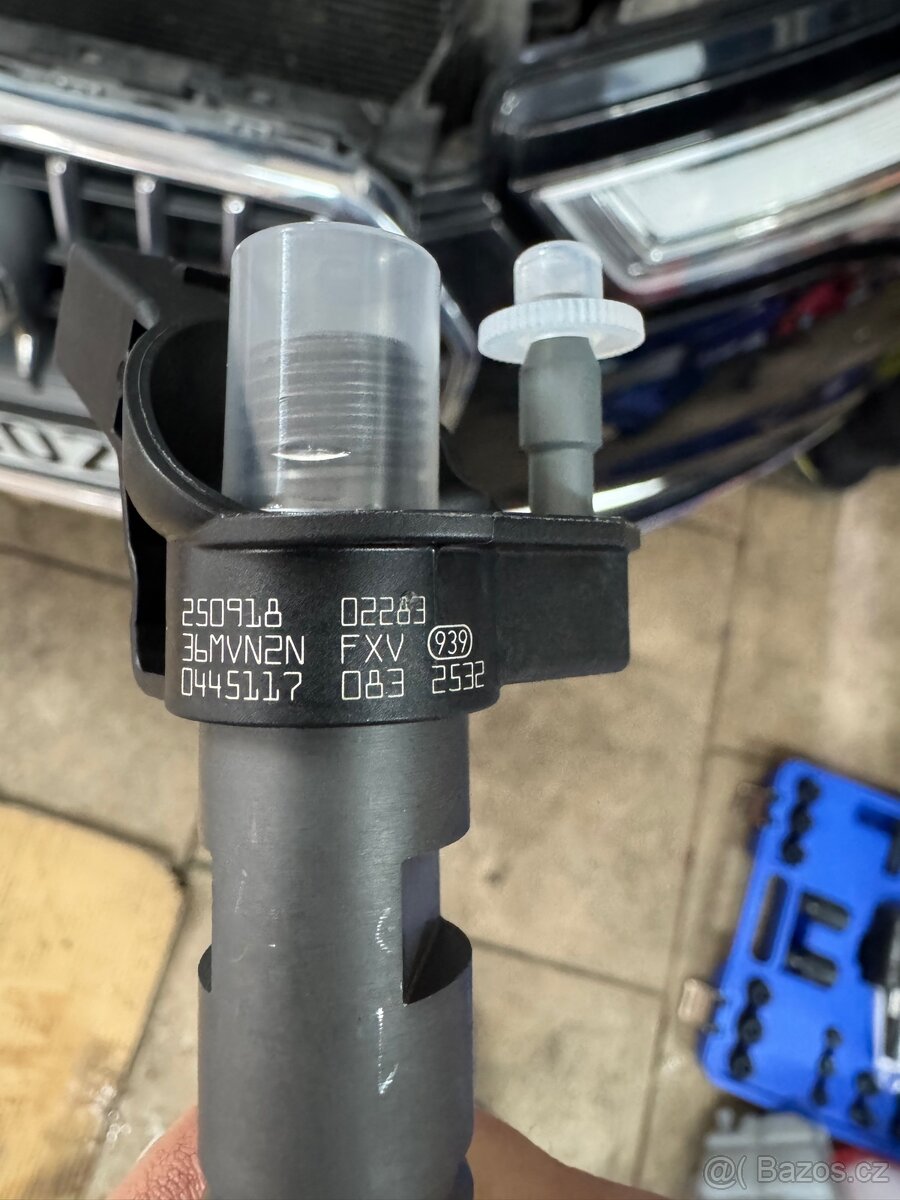 250918 02283
36MVN2N FXV 939
0445117 083 2532
@( Bazos.cz